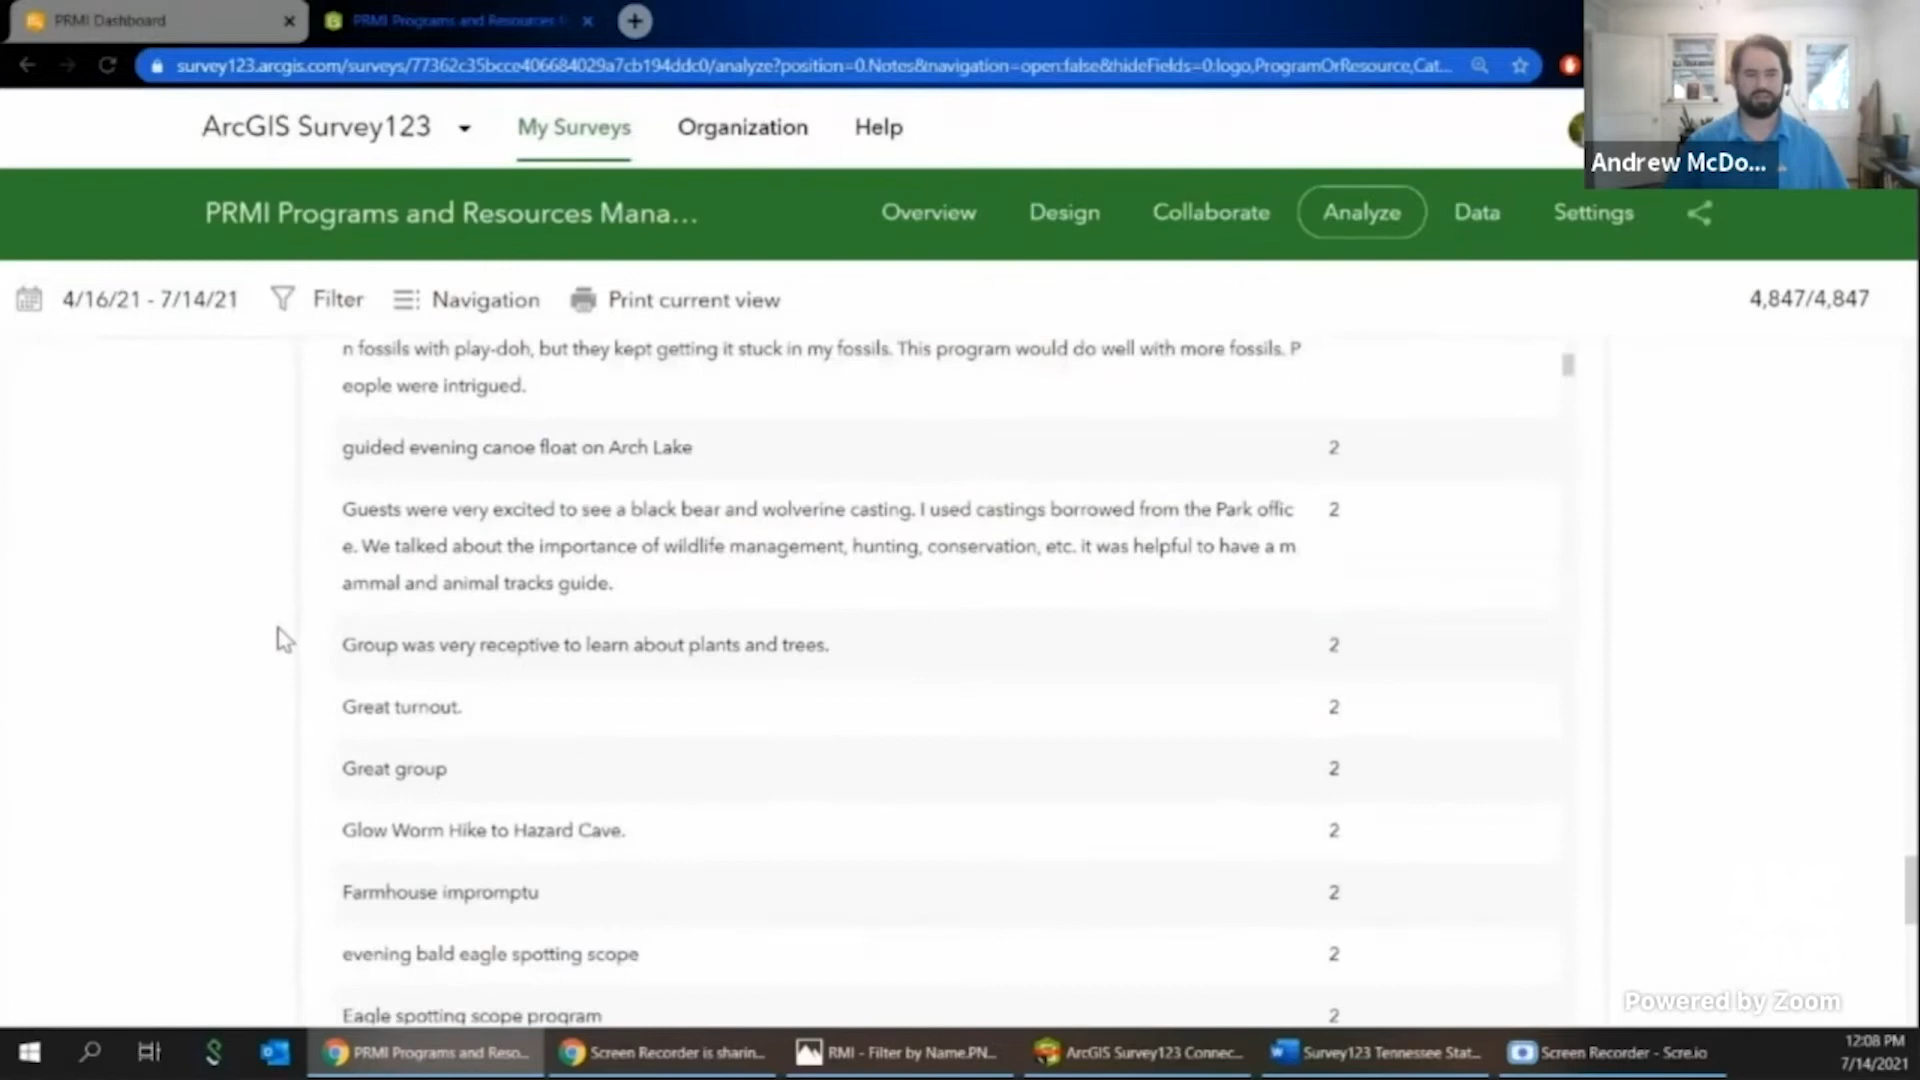 PRMI Dashboard
PRMI Programs and Resources
survey123.arcgis.com/surveys/77362c35bcce406684029a7cb194ddc0/analyze?position=0.Notes&navigation=open:false&hideFields=0:logo,ProgramOrResource,Cat...
ArcGIS Survey123
My Surveys
Organization
Help
Andrew McDo...
PRMI Programs and Resources Mana...
Overview
Design
Collaborate
Analyze
Data
Settings
4/16/21 - 7/14/21
Filter
Navigation
Print current view
4,847/4,847
n fossils with play-doh, but they kept getting it stuck in my fossils. This program would do well with more fossils. P
eople were intrigued.
guided evening canoe float on Arch Lake 2
Guests were very excited to see a black bear and wolverine casting. I used castings borrowed from the Park offic 2
e. We talked about the importance of wildlife management, hunting, conservation, etc. it was helpful to have a m
ammal and animal tracks guide.
Group was very receptive to learn about plants and trees. 2
Great turnout. 2
Great group 2
Glow Worm Hike to Hazard Cave. 2
Farmhouse impromptu 2
evening bald eagle spotting scope 2
Eagle spotting scope program 2
Powered by Zoom
PRMI Programs and Reso...
Screen Recorder is sharin...
RMI - Filter by Name.PN...
ArcGIS Survey123 Connec...
Survey123 Tennessee Stat...
Screen Recorder - Scre.io
12:08 PM
7/14/2021